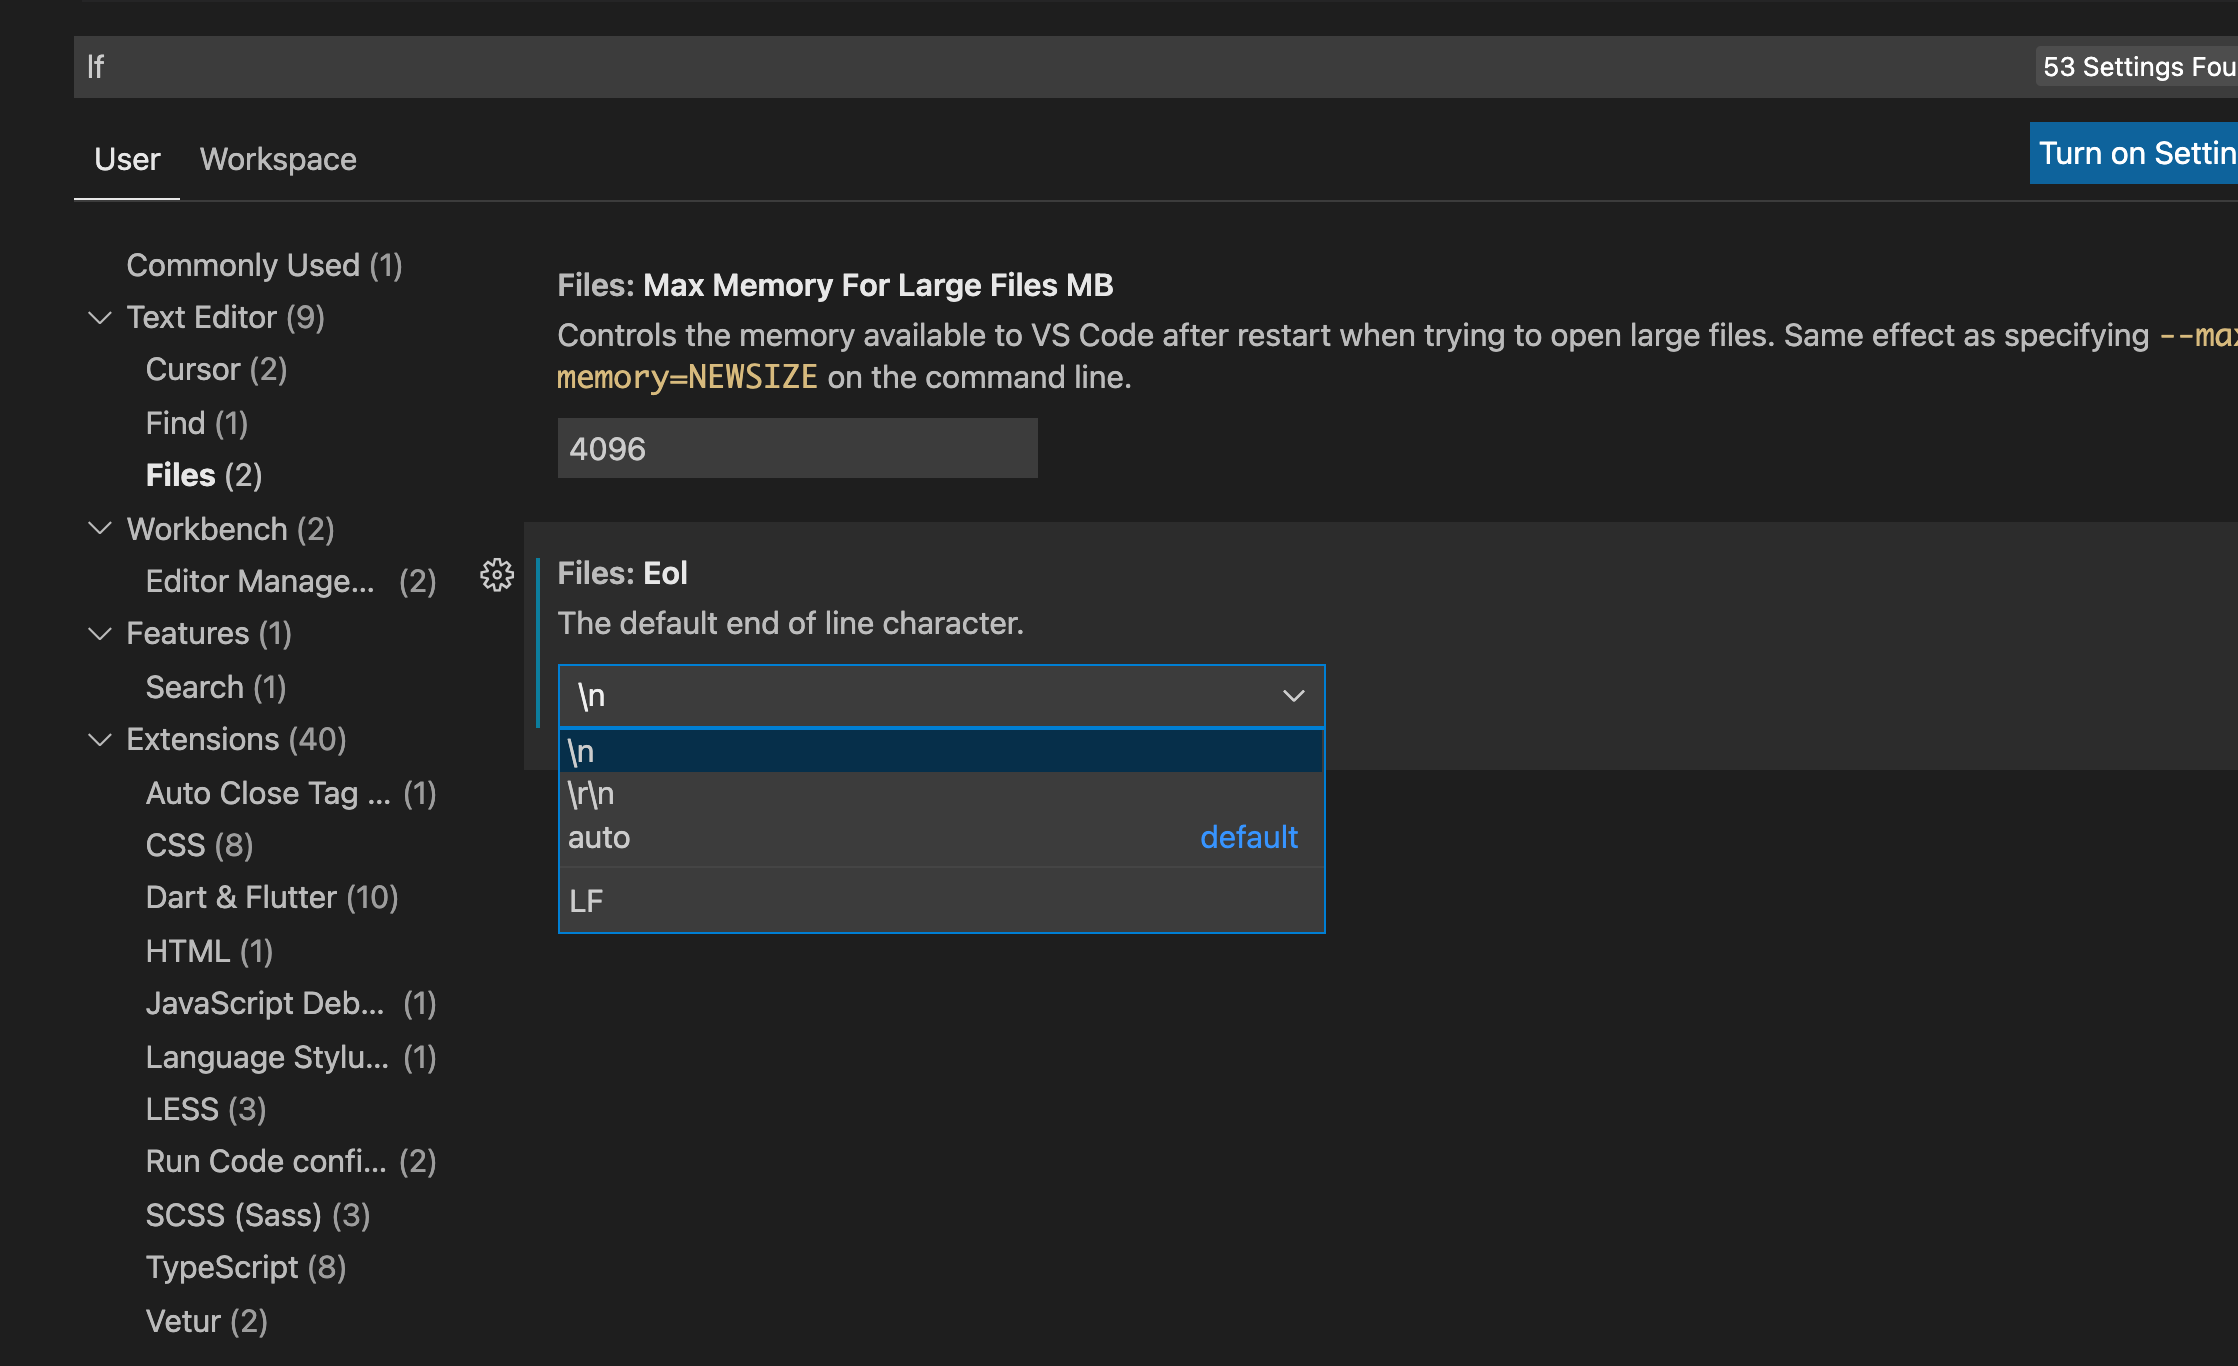 lf
53 Settings Fou
User
Workspace
Turn on Settin
Commonly Used (1)
Text Editor (9)
Cursor (2)
Find (1)
Files (2)
Workbench (2)
Editor Manage... (2)
Features (1)
Search (1)
Extensions (40)
Auto Close Tag ... (1)
CSS (8)
Dart & Flutter (10)
HTML (1)
JavaScript Deb... (1)
Language Stylu... (1)
LESS (3)
Run Code confi... (2)
SCSS (Sass) (3)
TypeScript (8)
Vetur (2)
Files: Max Memory For Large Files MB
Controls the memory available to VS Code after restart when trying to open large files. Same effect as specifying --max
memory=NEWSIZE on the command line.
4096
Files: Eol
The default end of line character.
\n
\n
\r\n
auto default
LF